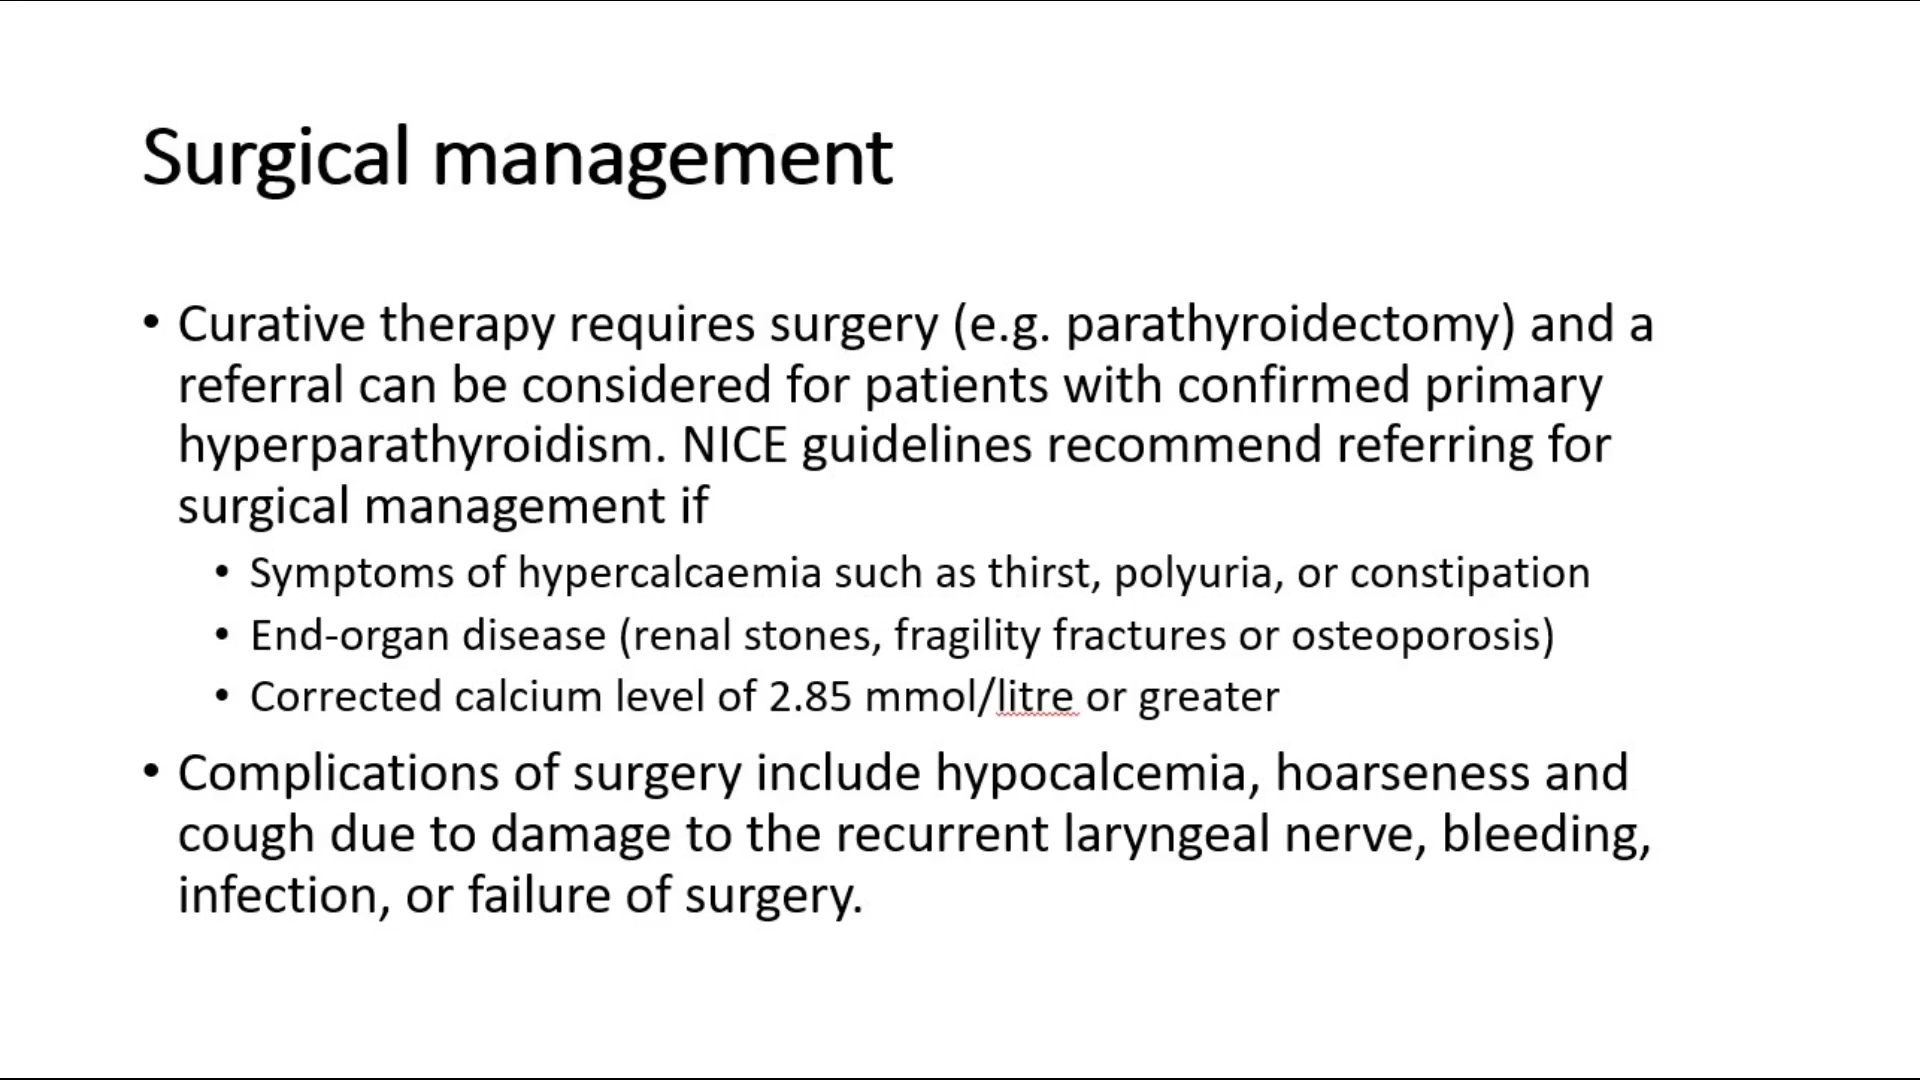 Surgical management
• Curative therapy requires surgery (e.g. parathyroidectomy) and a
referral can be considered for patients with confirmed primary
hyperparathyroidism. NICE guidelines recommend referring for
surgical management if
• Symptoms of hypercalcaemia such as thirst, polyuria, or constipation
• End-organ disease (renal stones, fragility fractures or osteoporosis)
• Corrected calcium level of 2.85 mmol/litre or greater
• Complications of surgery include hypocalcemia, hoarseness and
cough due to damage to the recurrent laryngeal nerve, bleeding,
infection, or failure of surgery.